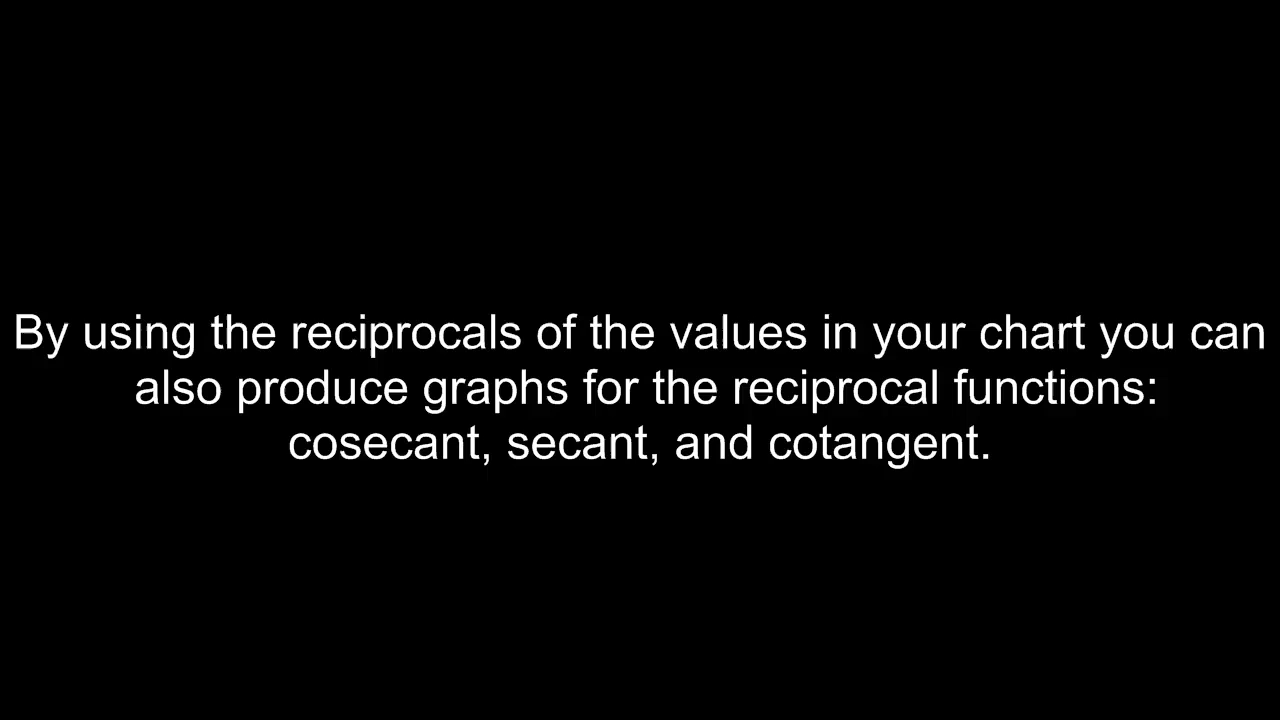 By using the reciprocals of the values in your chart you can
also produce graphs for the reciprocal functions:
cosecant, secant, and cotangent.